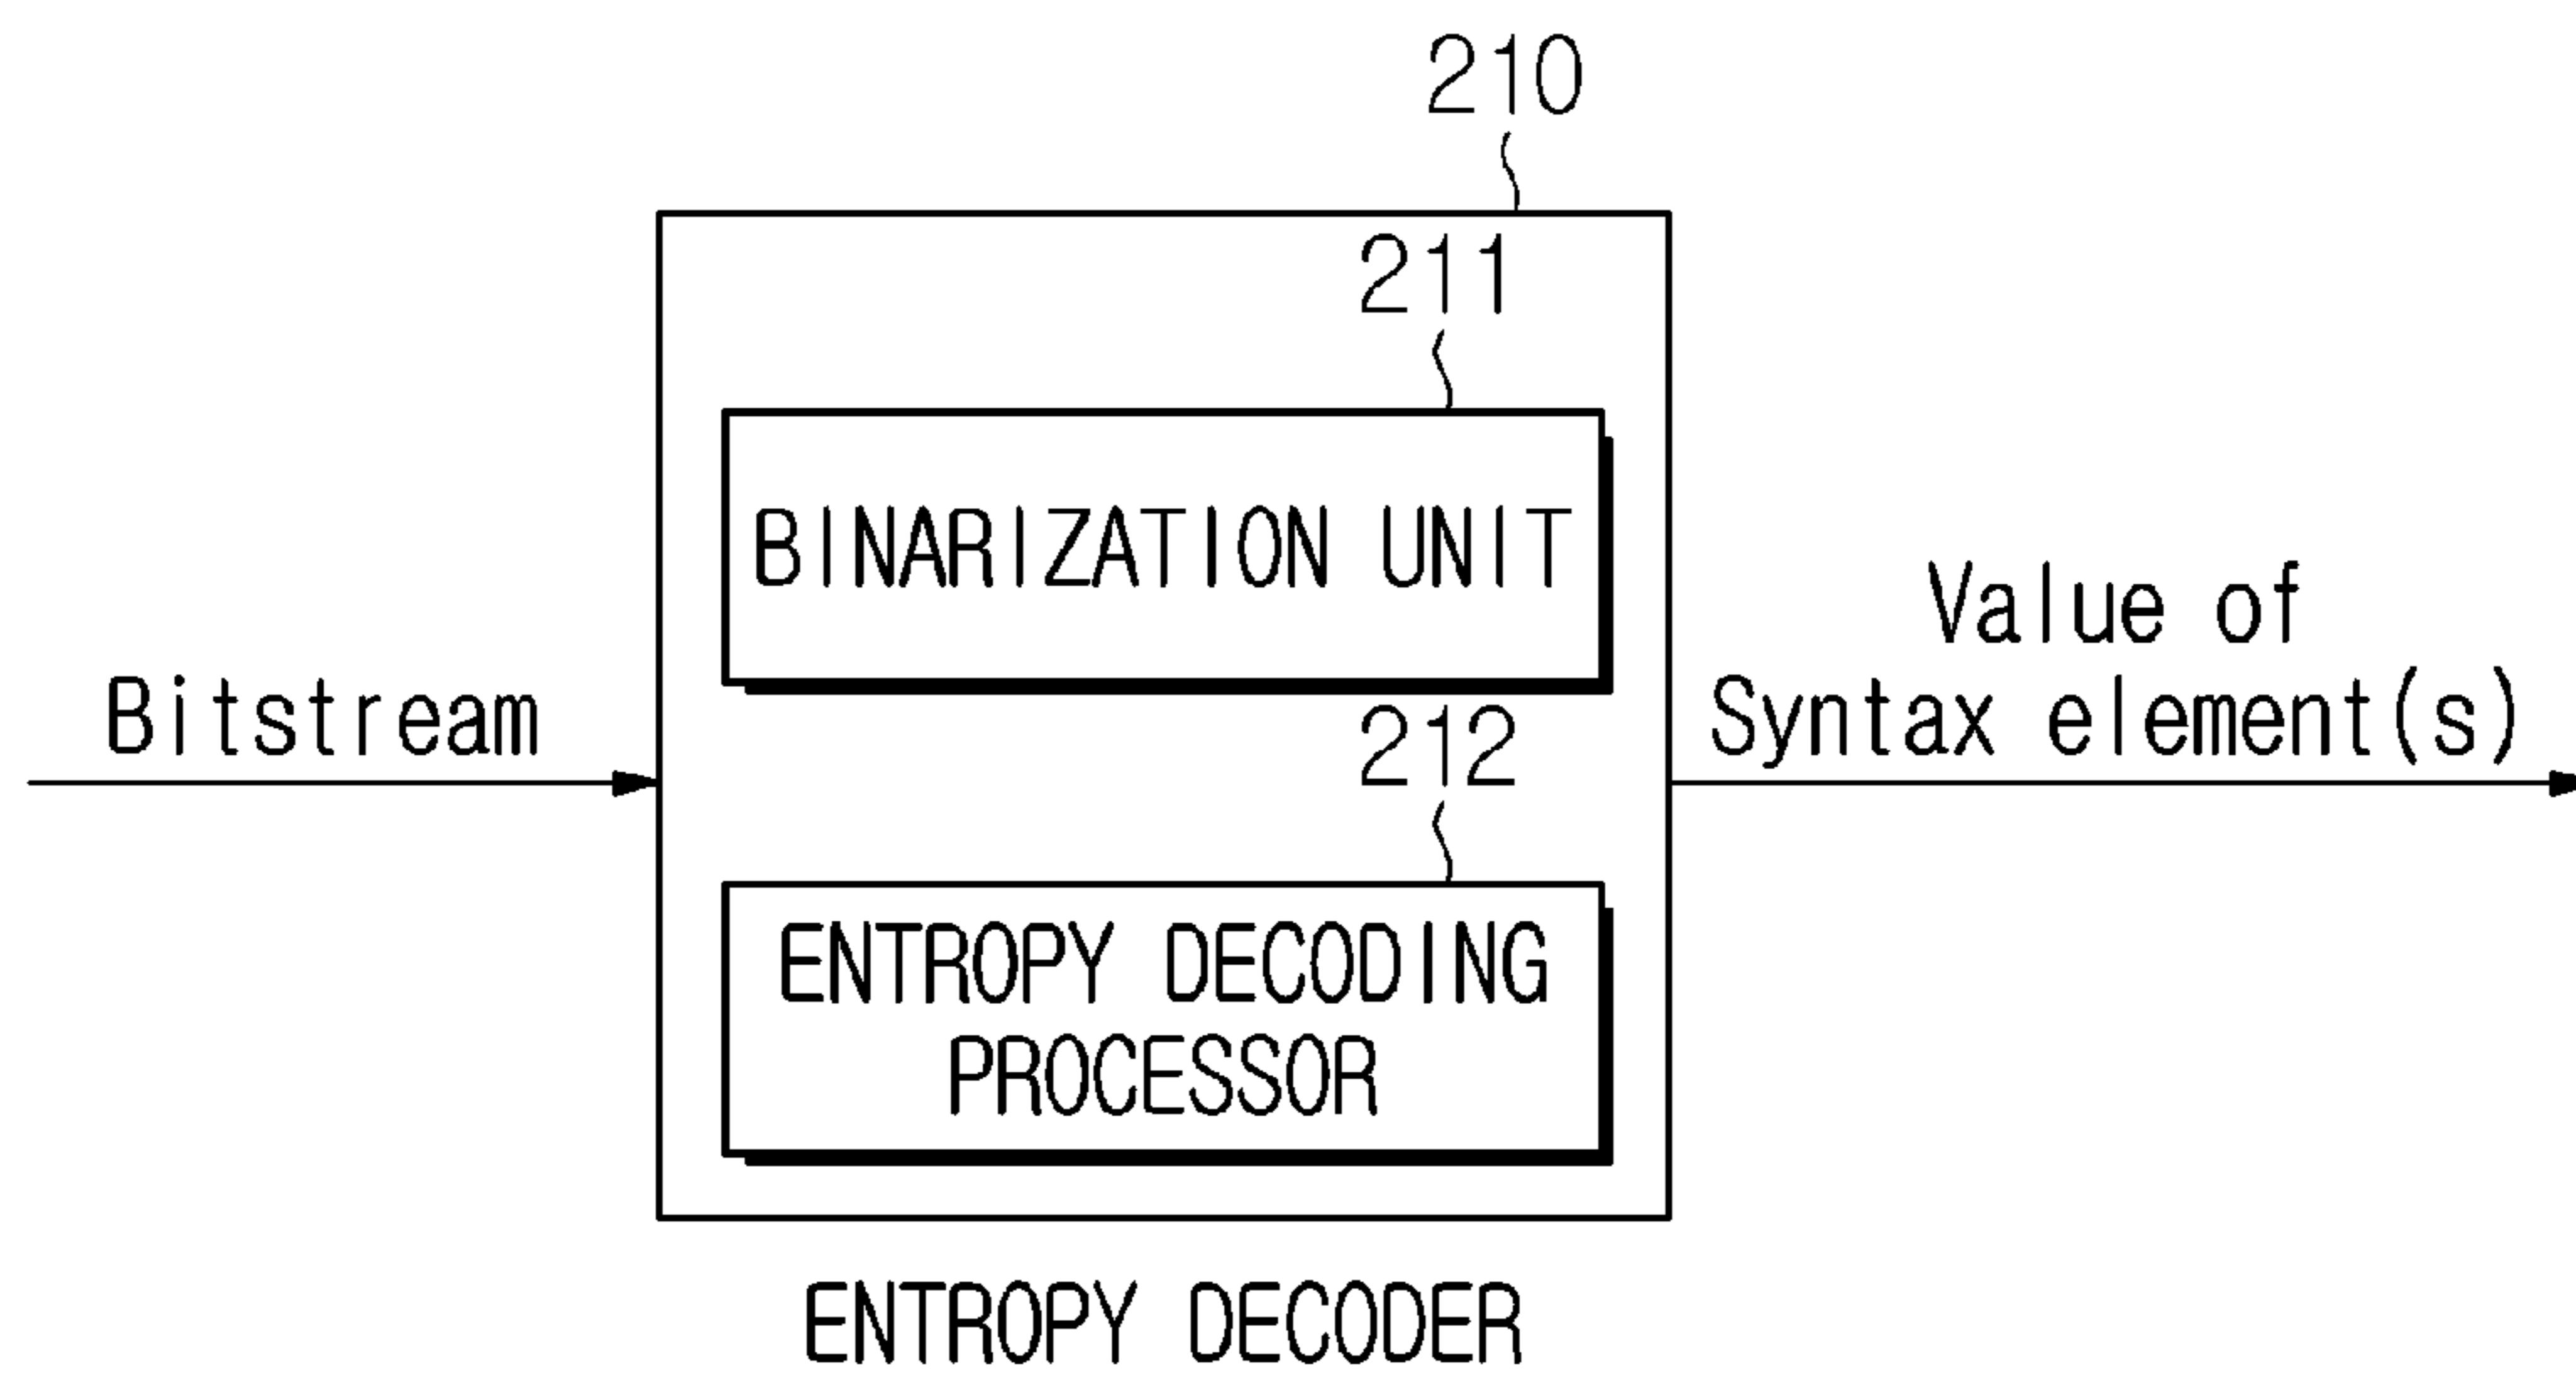 210
211
BINARIZATION UNIT
Bitstream
Value of
Syntax element(s)
212
ENTROPY DECODING
PROCESSOR
ENTROPY DECODER